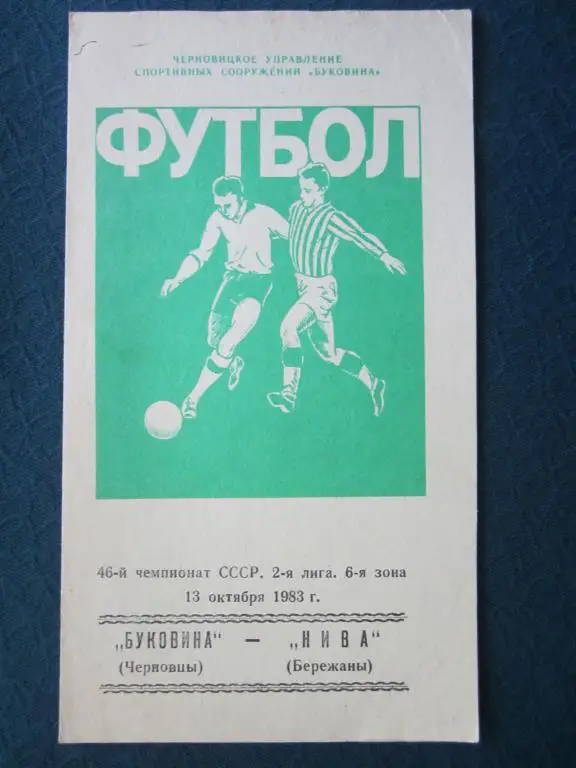 ЧЕРНОВИЦКОЕ УПРАВЛЕНИЕ
СПОРТИВНЫХ СООРУЖЕНИЙ „БУКОВИНА“
ФУТБОЛ
46-й чемпионат СССР. 2-я лига. 6-я зона
13 октября 1983 г.
„БУКОВИНА“ — „НИВА“
(Черновцы) (Бережаны)